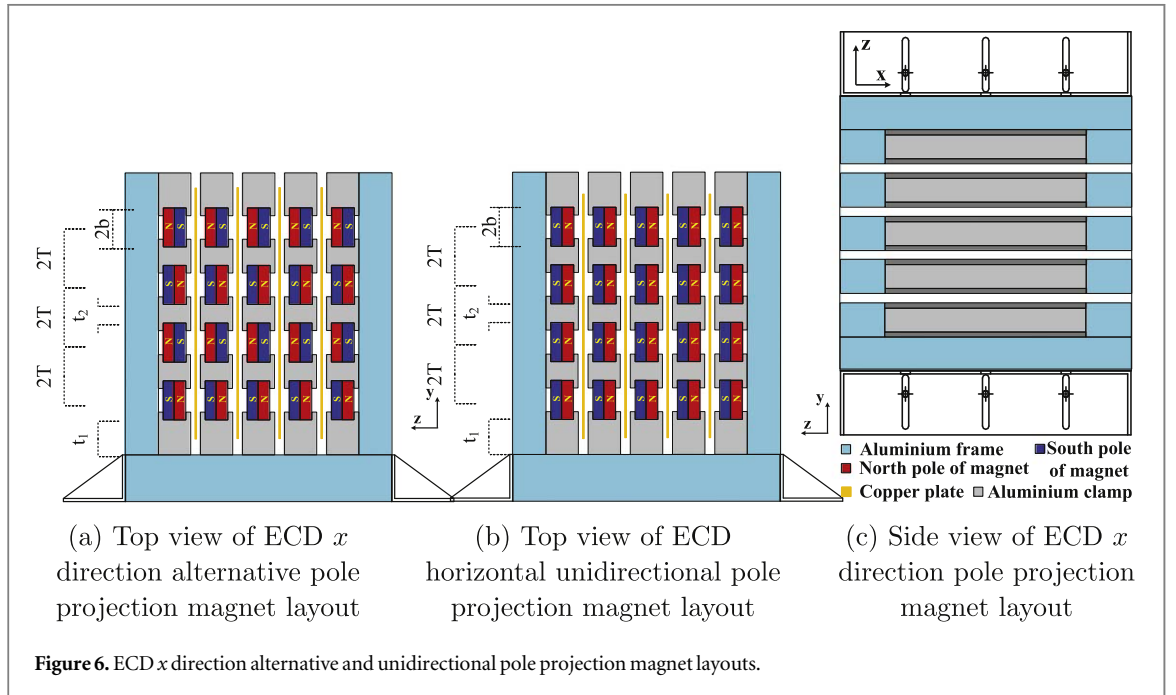 2b
2T
2T
t₂
2T
t₁
N S N S N S N S N S
S N S N S N S N S N
N S N S N S N S N S
S N S N S N S N S N
y
z
2b
2T
2T
t₂
2T
t₁
S N S N S N S N S N
S N S N S N S N S N
S N S N S N S N S N
S N S N S N S N S N
y
z
z
x
Aluminium frame
South pole
of magnet
North pole of magnet
Copper plate
Aluminium clamp
(a) Top view of ECD x
direction alternative pole
projection magnet layout
(b) Top view of ECD
horizontal unidirectional pole
projection magnet layout
(c) Side view of ECD x
direction pole projection
magnet layout
Figure 6. ECD x direction alternative and unidirectional pole projection magnet layouts.